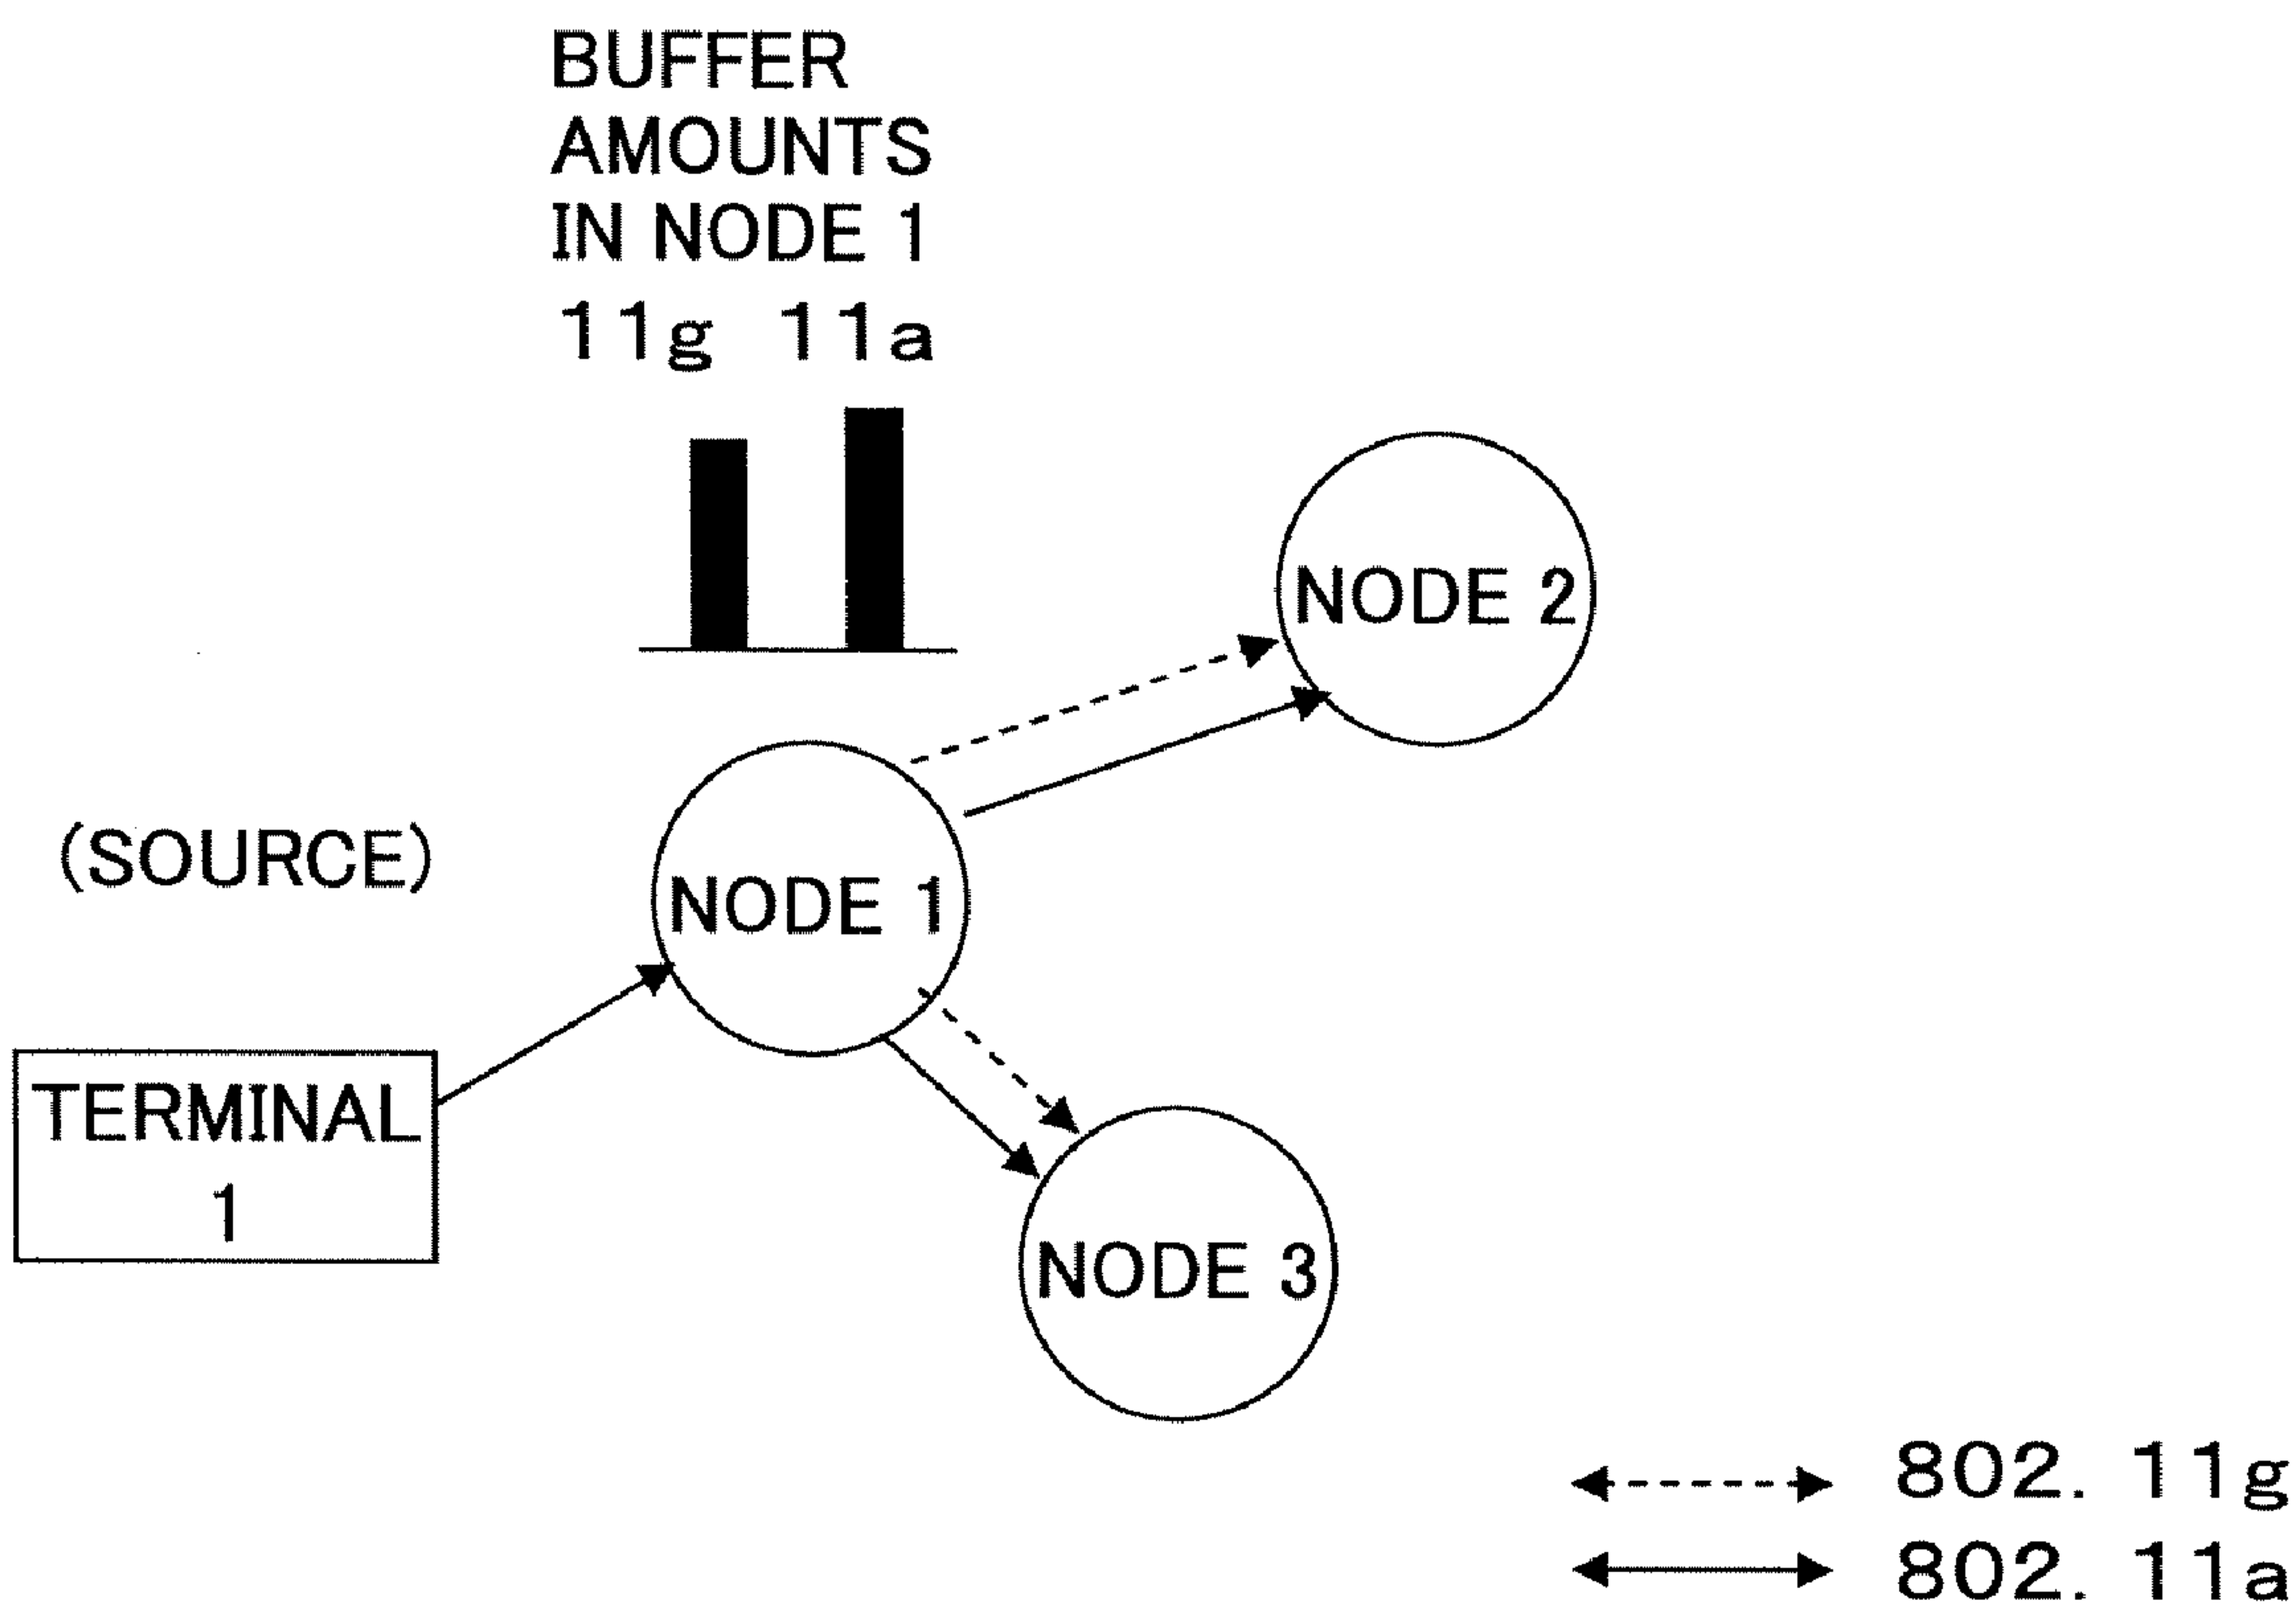 BUFFER
AMOUNTS
IN NODE 1
11g 11a
NODE 2
(SOURCE)
NODE 1
TERMINAL
1
NODE 3
802. 11g
802. 11a